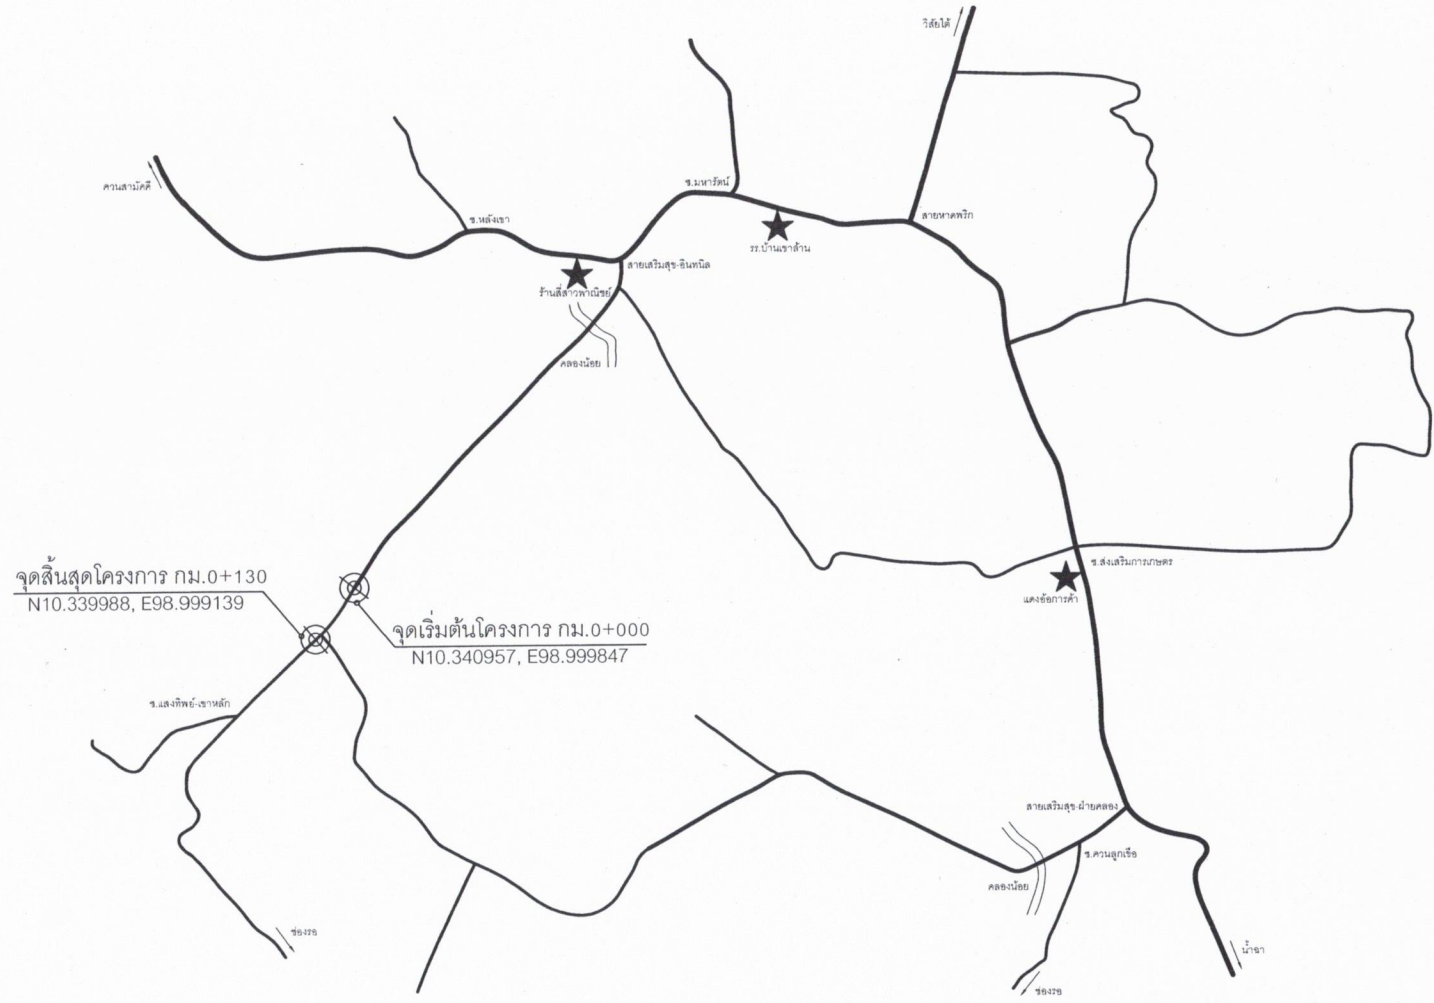 วิสัยใต้
ควนสามัคคี
ซ.มหารัตน์
ซ.หลังเขา
สายหาดพริก
รร.บ้านเขาล้าน
สายเสริมสุข-อินทนิล
ร้านสี่สาวพาณิชย์
คลองน้อย
ซ.ส่งเสริมการเกษตร
แดงอ้อการค้า
จุดสิ้นสุดโครงการ กม.0+130
N10.339988, E98.999139
จุดเริ่มต้นโครงการ กม.0+000
N10.340957, E98.999847
ซ.แสงทิพย์-เขาหลัก
สายเสริมสุข-ฝายคลอง
ซ.ควนลูกเขือ
คลองน้อย
ช่องรอ
น้ำฉา
ช่องรอ